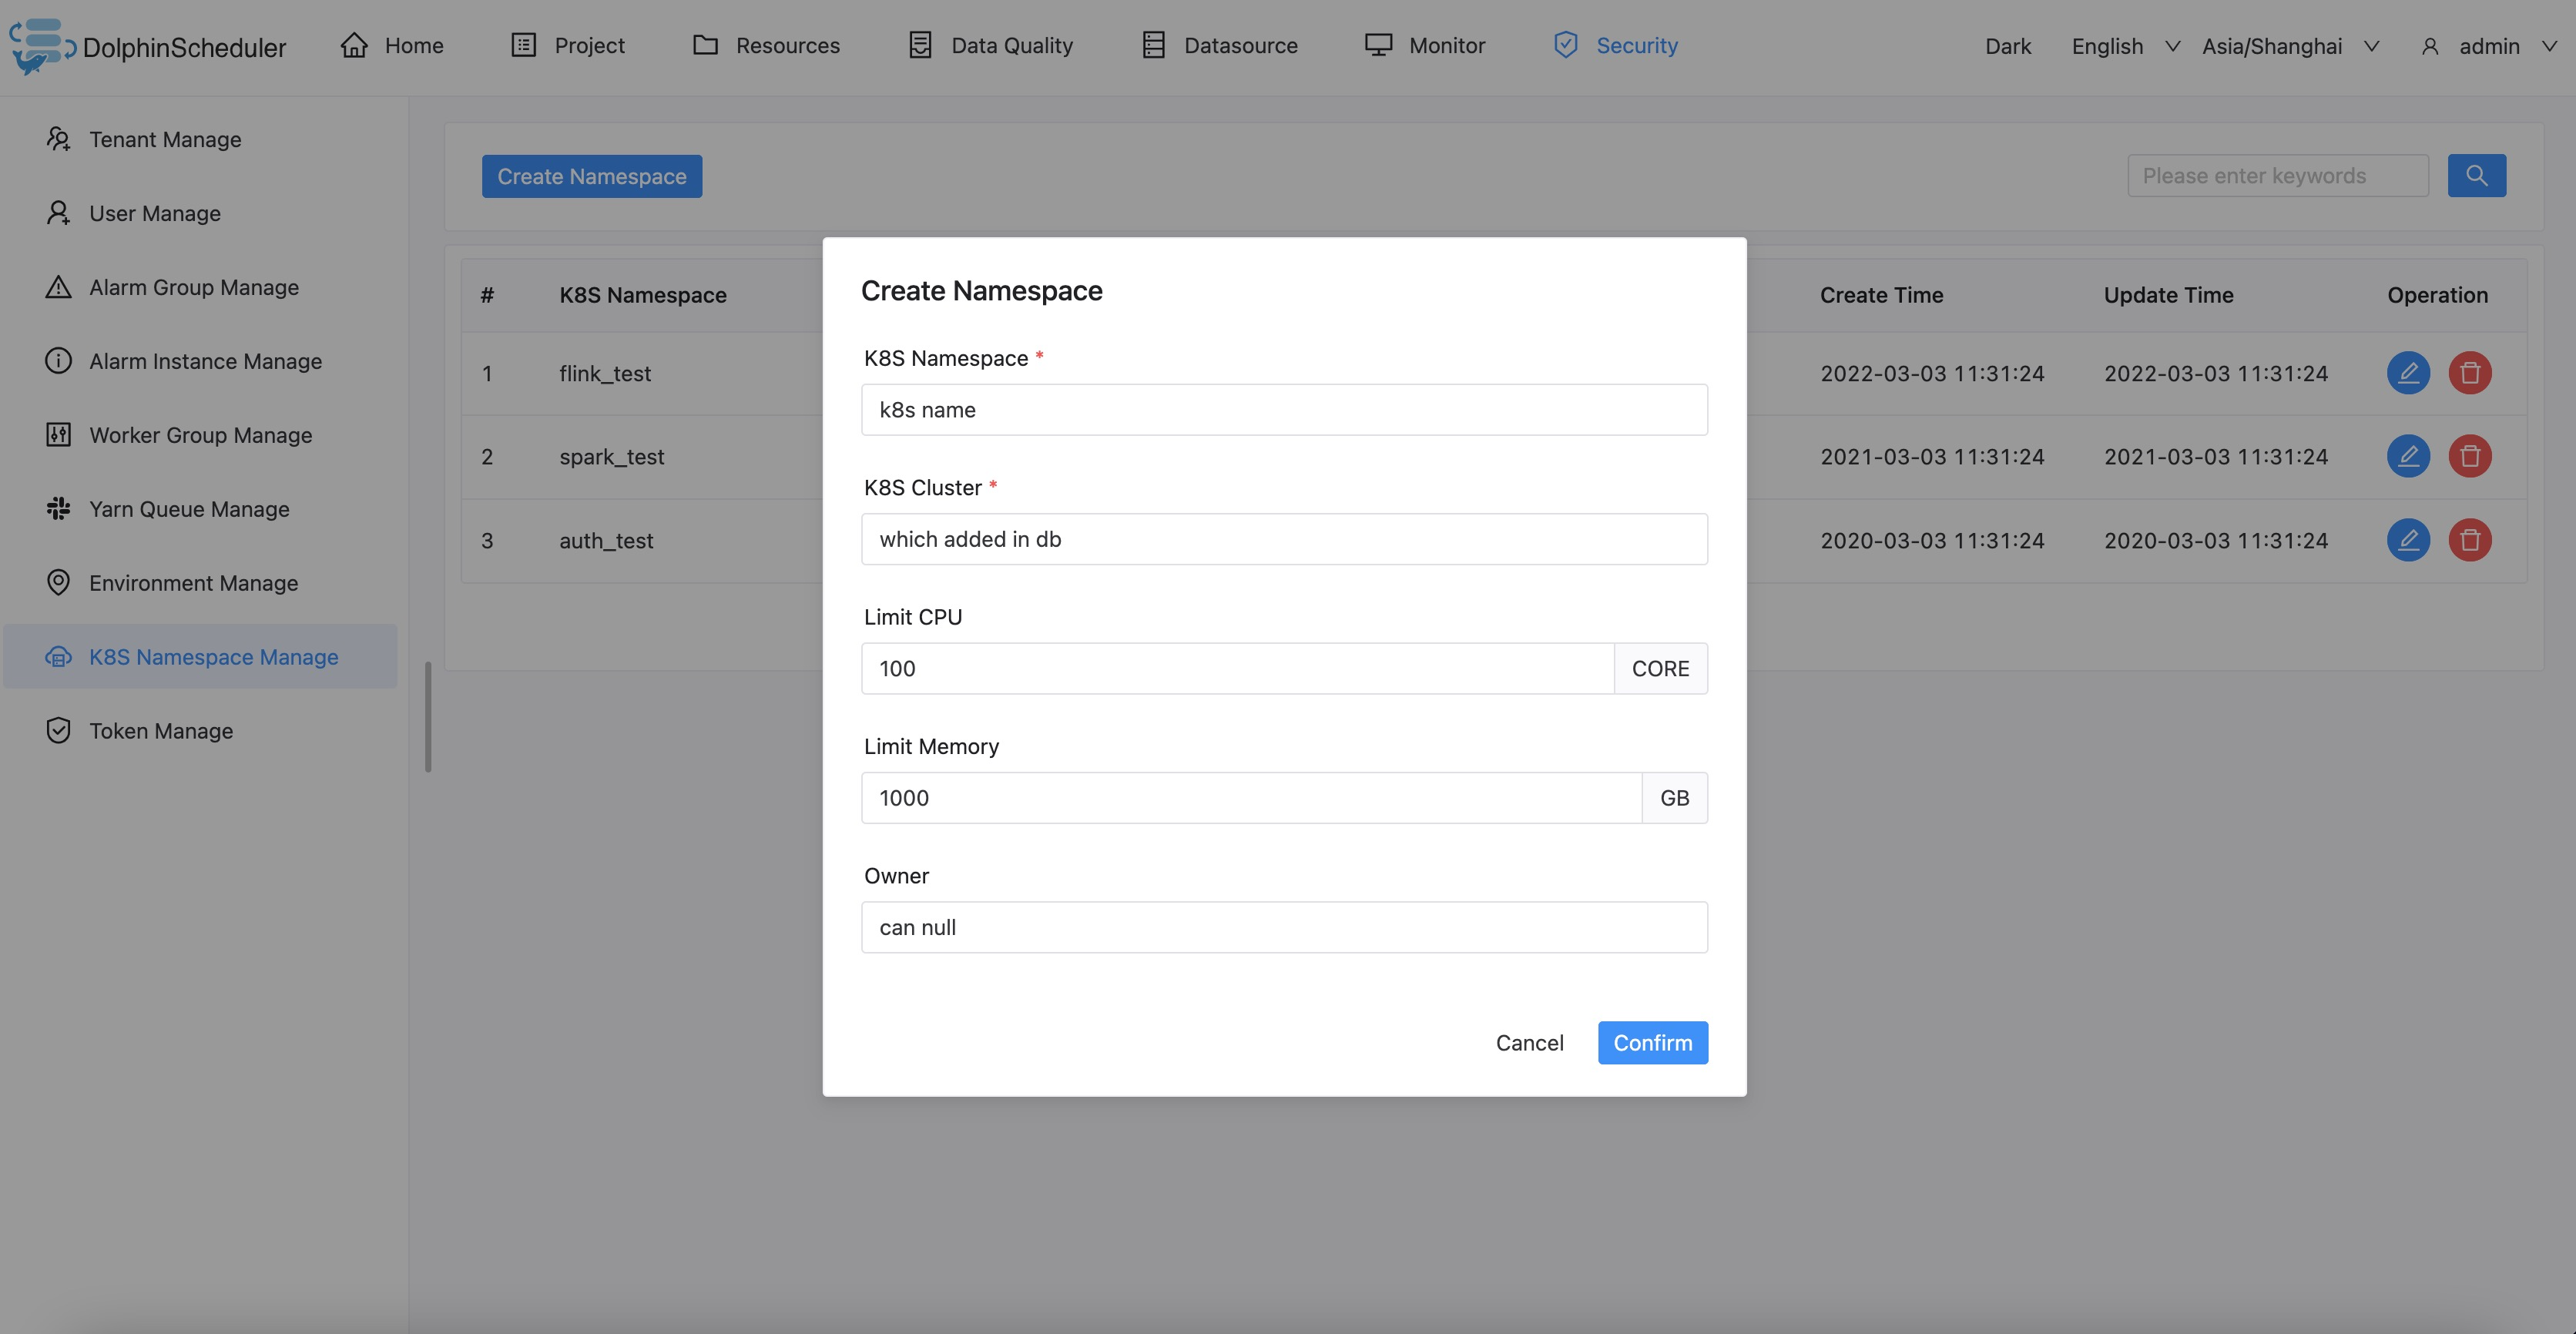 DolphinScheduler Home Project Resources Data Quality Datasource Monitor Security Dark English Asia/Shanghai admin
Tenant Manage
User Manage
Alarm Group Manage
Alarm Instance Manage
Worker Group Manage
Yarn Queue Manage
Environment Manage
K8S Namespace Manage
Token Manage
Create Namespace Please enter keywords
# K8S Namespace Create Time Update Time Operation
1 flink_test 2022-03-03 11:31:24 2022-03-03 11:31:24
2 spark_test 2021-03-03 11:31:24 2021-03-03 11:31:24
3 auth_test 2020-03-03 11:31:24 2020-03-03 11:31:24
Create Namespace
K8S Namespace *
k8s name
K8S Cluster *
which added in db
Limit CPU
100 CORE
Limit Memory
1000 GB
Owner
can null
Cancel Confirm